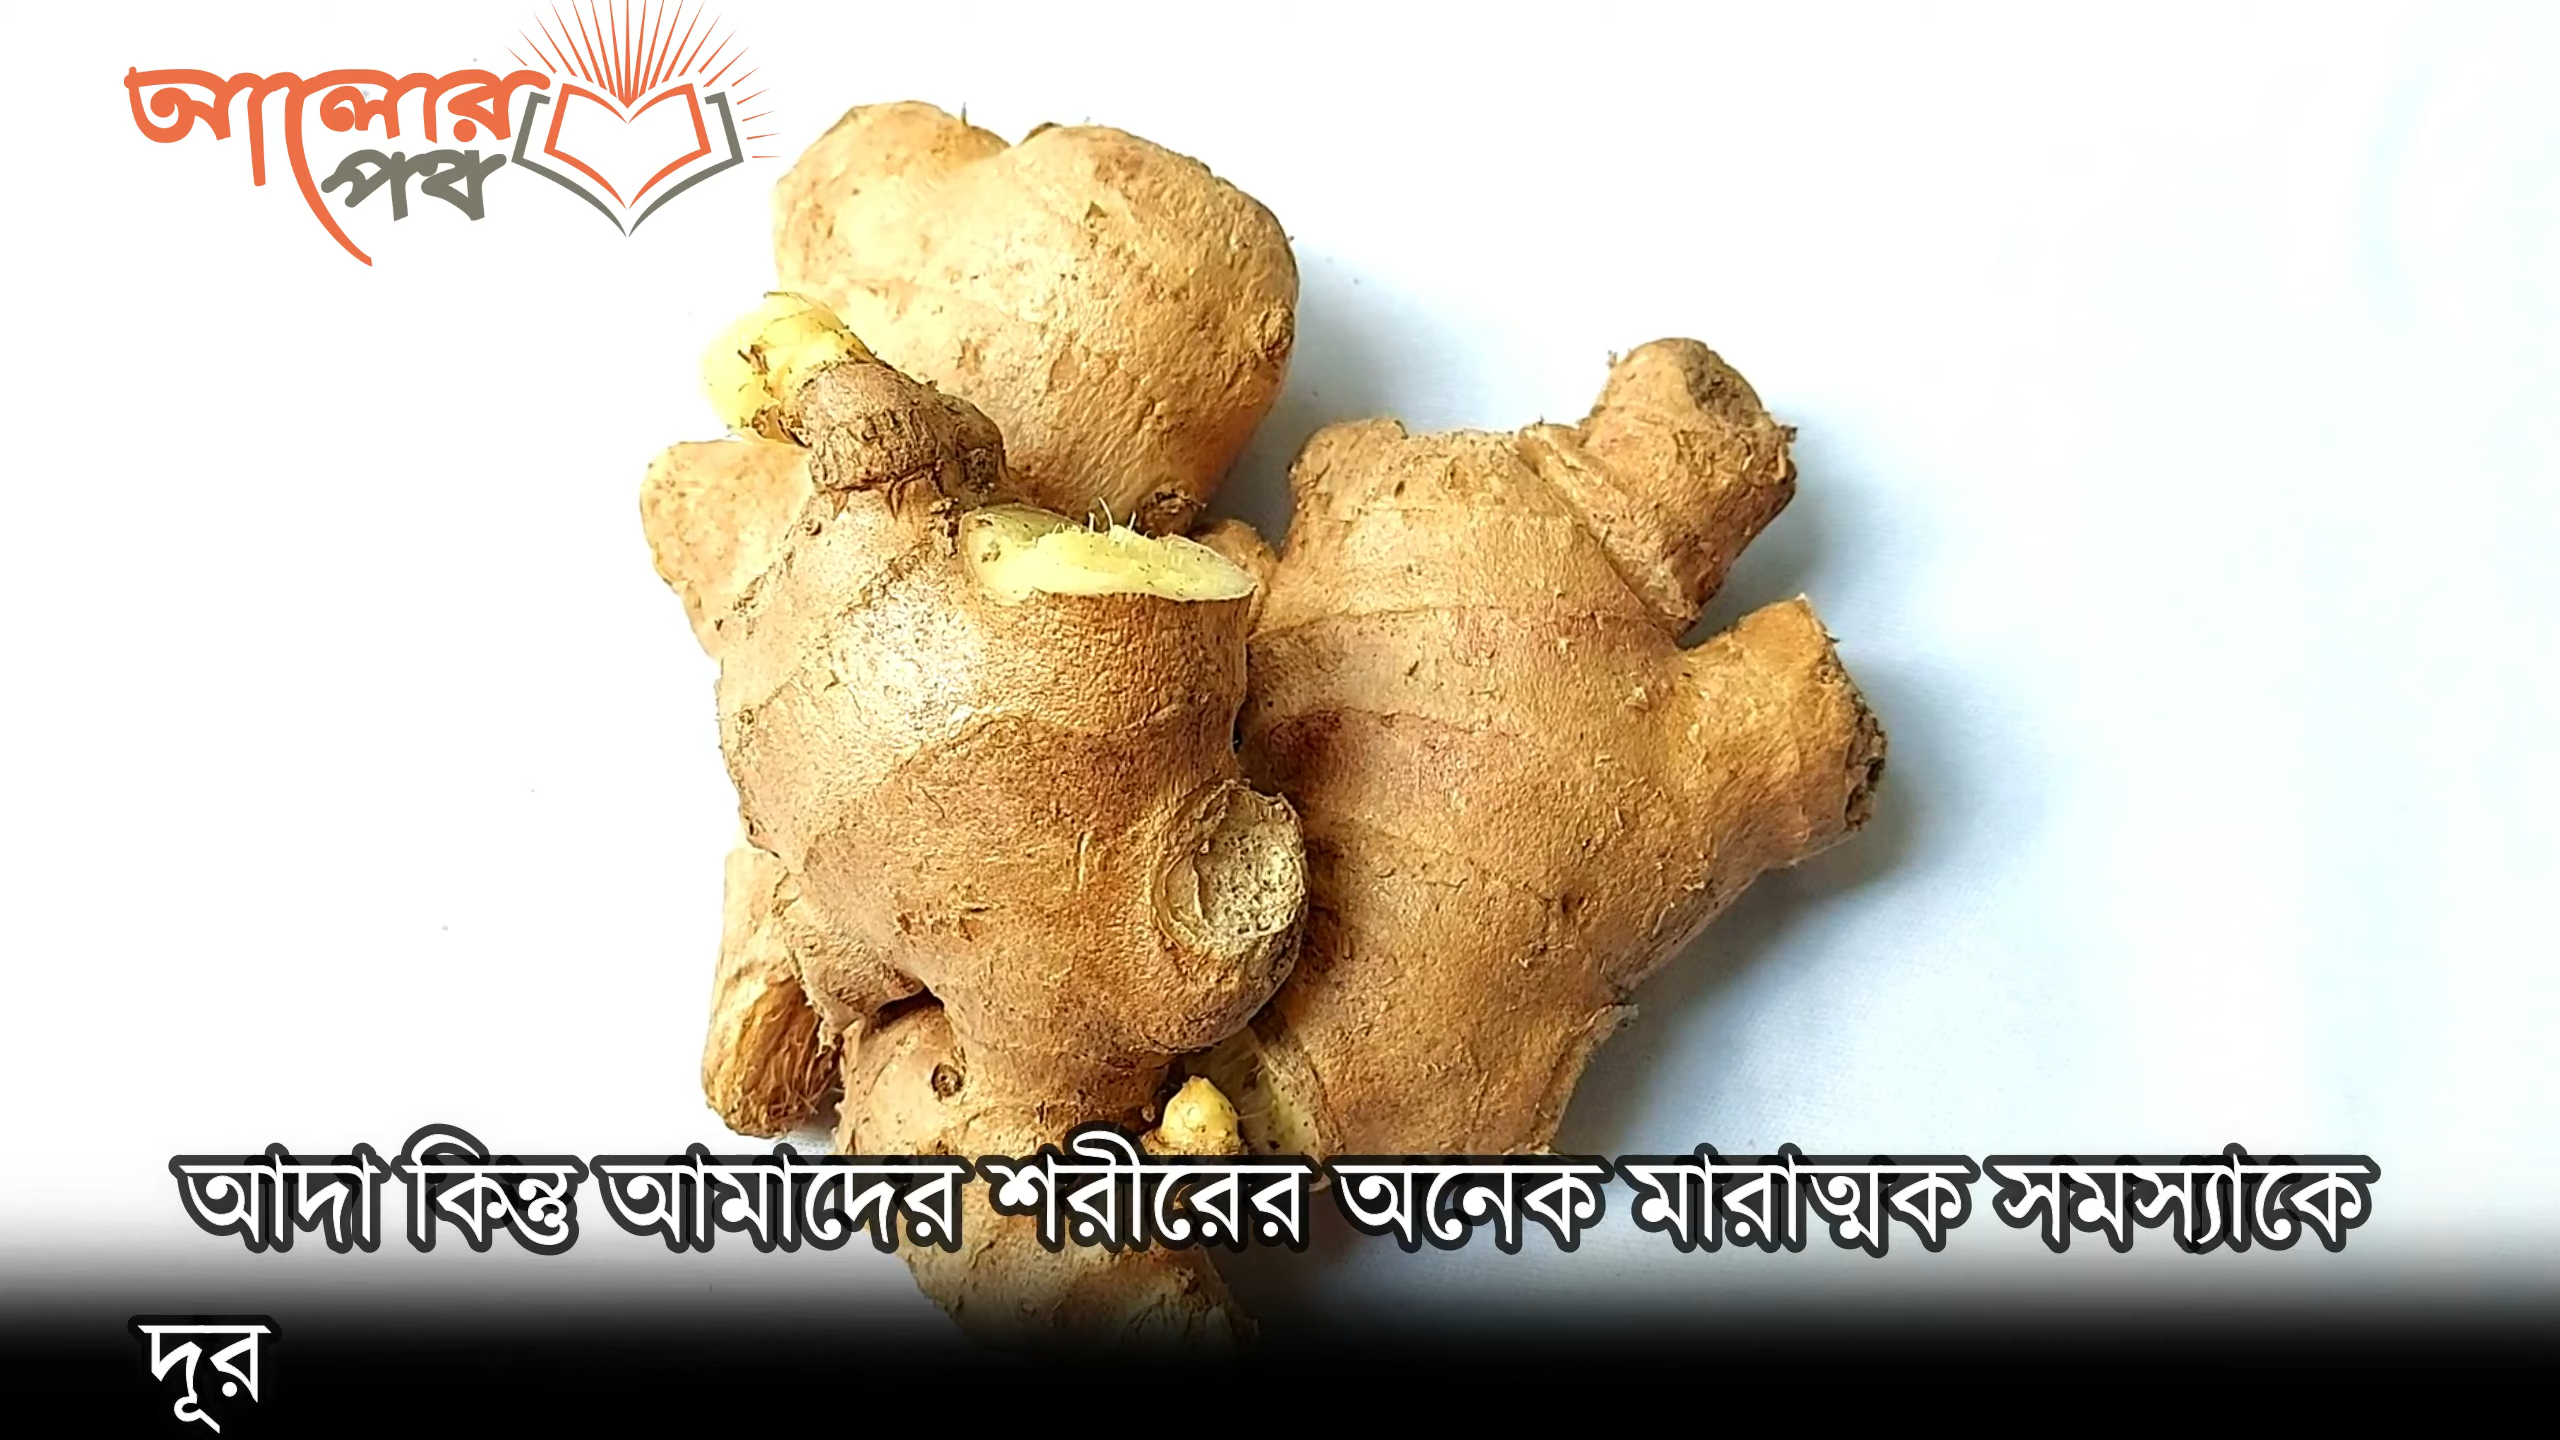 আলোর
পথ
আদা কিন্তু আমাদের শরীরের অনেক মারাত্মক সমস্যাকে
দূর